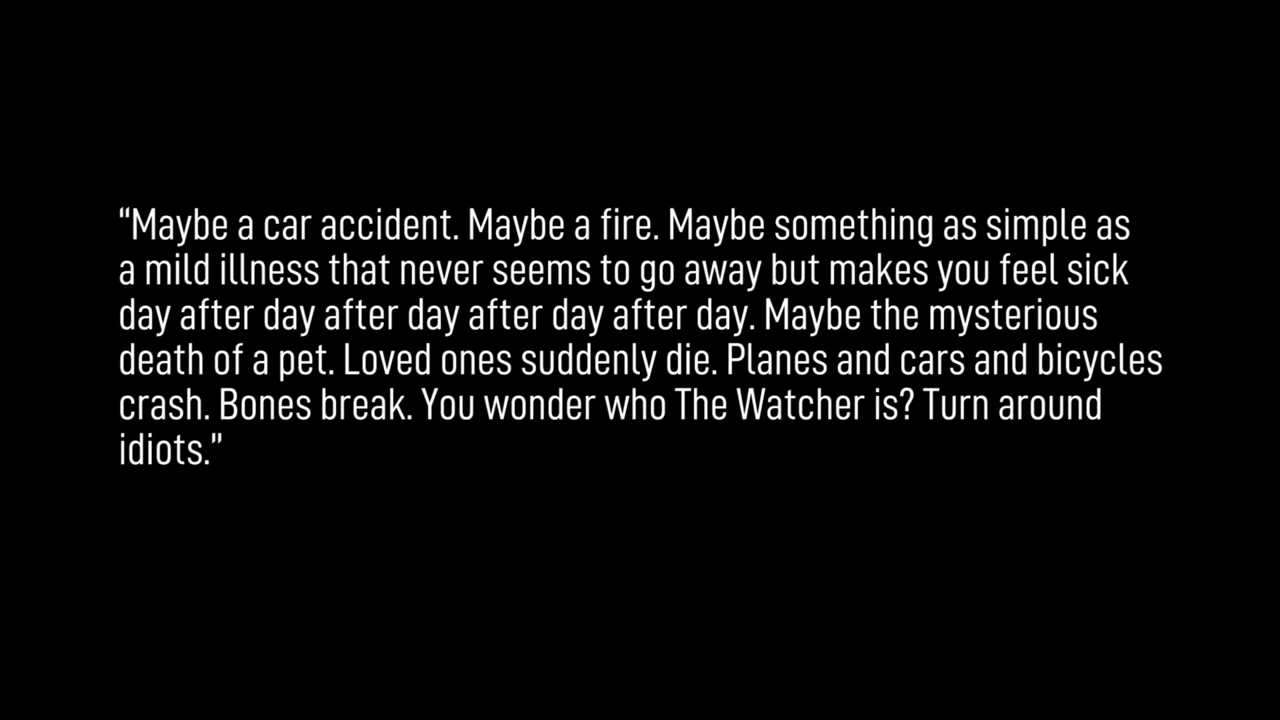 “Maybe a car accident. Maybe a fire. Maybe something as simple as
a mild illness that never seems to go away but makes you feel sick
day after day after day after day after day. Maybe the mysterious
death of a pet. Loved ones suddenly die. Planes and cars and bicycles
crash. Bones break. You wonder who The Watcher is? Turn around
idiots.”